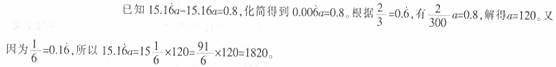 已知 15.16̇a−15.16a=0.8,化简得到 0.006̇a=0.8。根据 2/3=0.6̇,有 2/300 a=0.8,解得a=120。又
因为 1/6=0.16̇,所以 15.16̇a=15 1/6×120=91/6×120=1820。